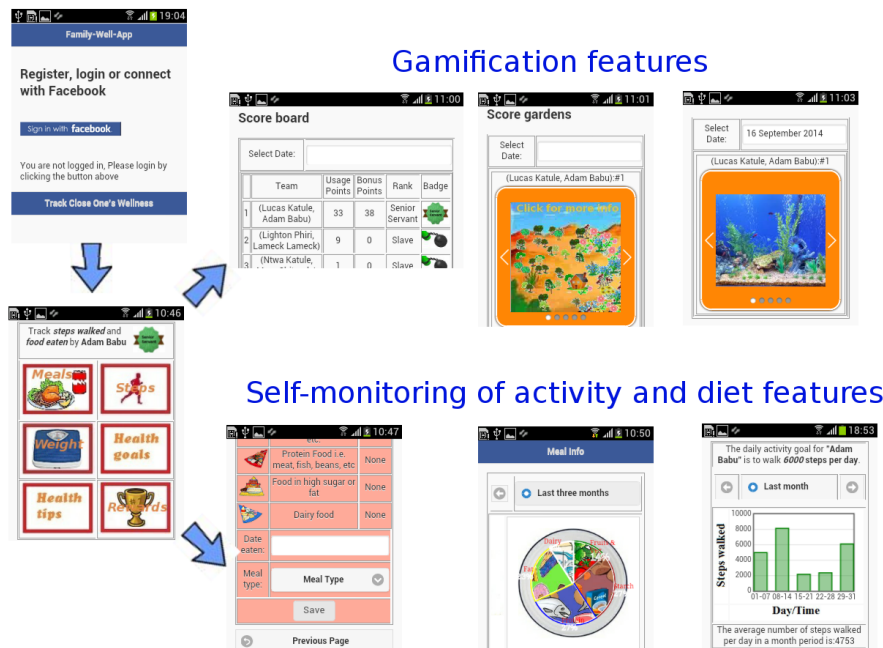 19:04
Family-Well-App
Register, login or connect
with Facebook
Sign in with facebook
You are not logged in, Please login by
clicking the button above
Track Close One's Wellness
Gamification features
11:00
Score board
Select Date:
Team Usage Points Bonus Points Rank Badge
1 (Lucas Katule, Adam Babu) 33 38 Senior Servant
2 (Lighton Phiri, Lameck Lameck) 9 0 Slave
3 (Ntwa Katule, 1 0 Slave
11:01
Score gardens
Select
Date:
(Lucas Katule, Adam Babu):#1
Click for more info
11:03
Select
Date:
16 September 2014
(Lucas Katule, Adam Babu):#1
10:46
Track steps walked and
food eaten by Adam Babu
Meals
Steps
Weight
Health
goals
Health
tips
Rewards
Self-monitoring of activity and diet features
10:47
etc.
Protein Food i.e.
meat, fish, beans, etc
None
Food in high sugar or
fat
None
Dairy food
None
Date
eaten:
Meal
type:
Meal Type
Save
Previous Page
10:50
Meal Info
Last three months
Dairy
18:53
The daily activity goal for "Adam
Babu" is to walk 6000 steps per day.
Last month
Steps walked
10000
8000
6000
4000
2000
0
01-07 08-14 15-21 22-28 29-31
Day/Time
The average number of steps walked
per day in a month period is:4753